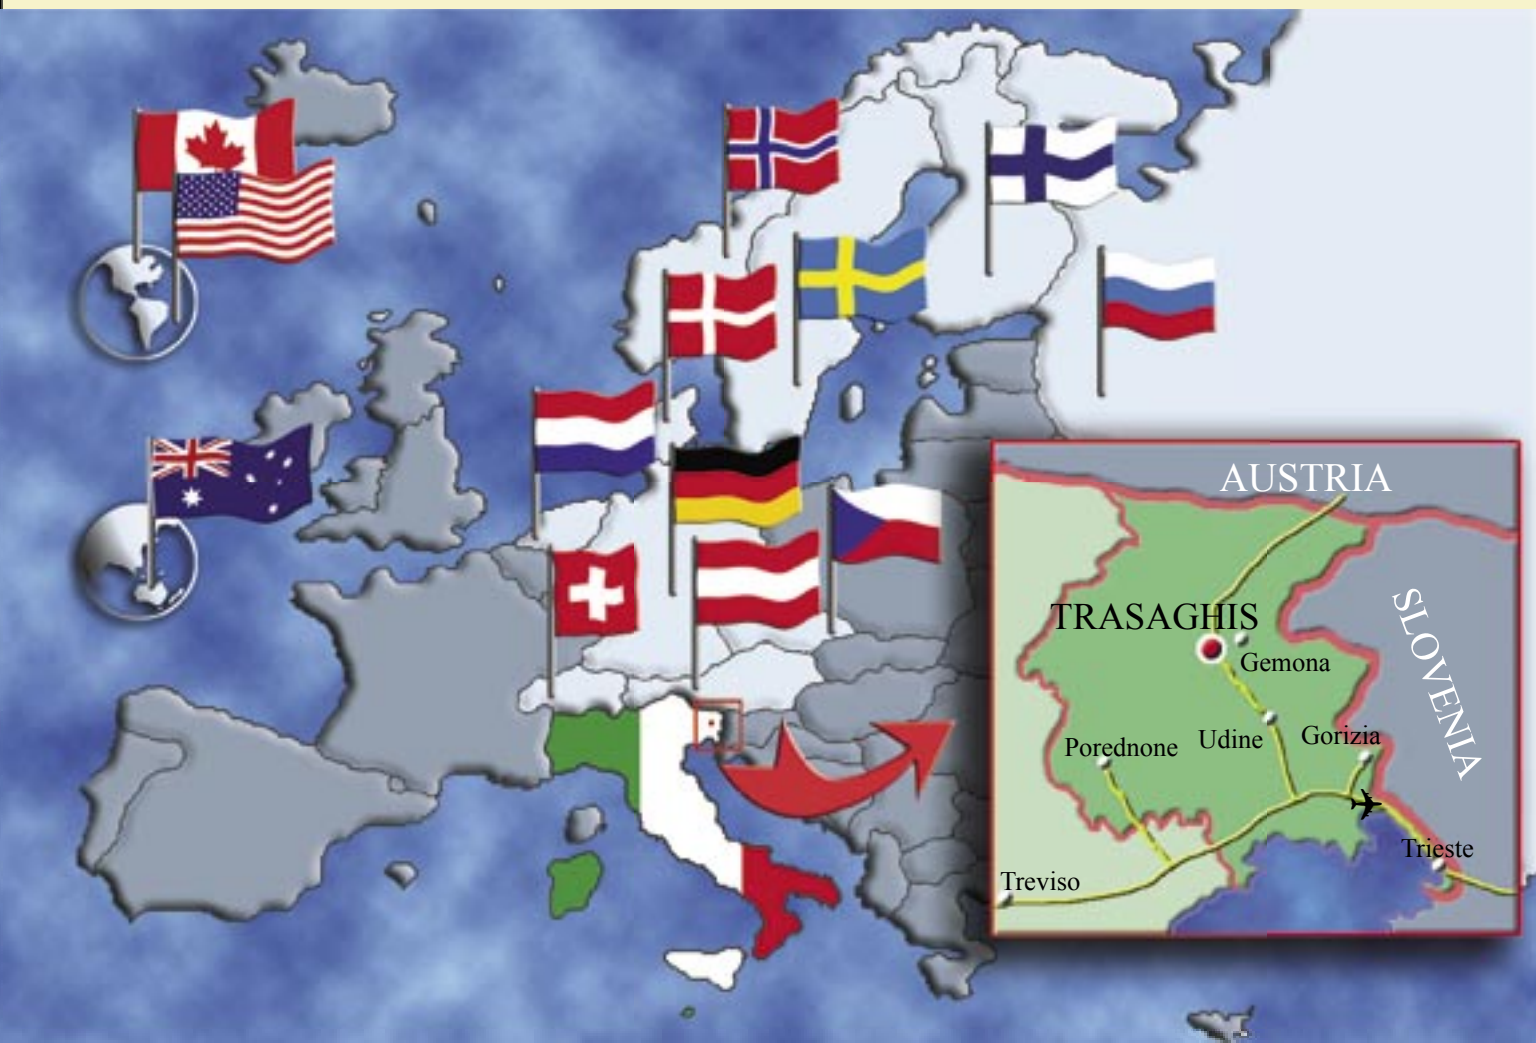 AUSTRIA
SLOVENIA
TRASAGHIS
Gemona
Porednone
Udine
Gorizia
Trieste
Treviso